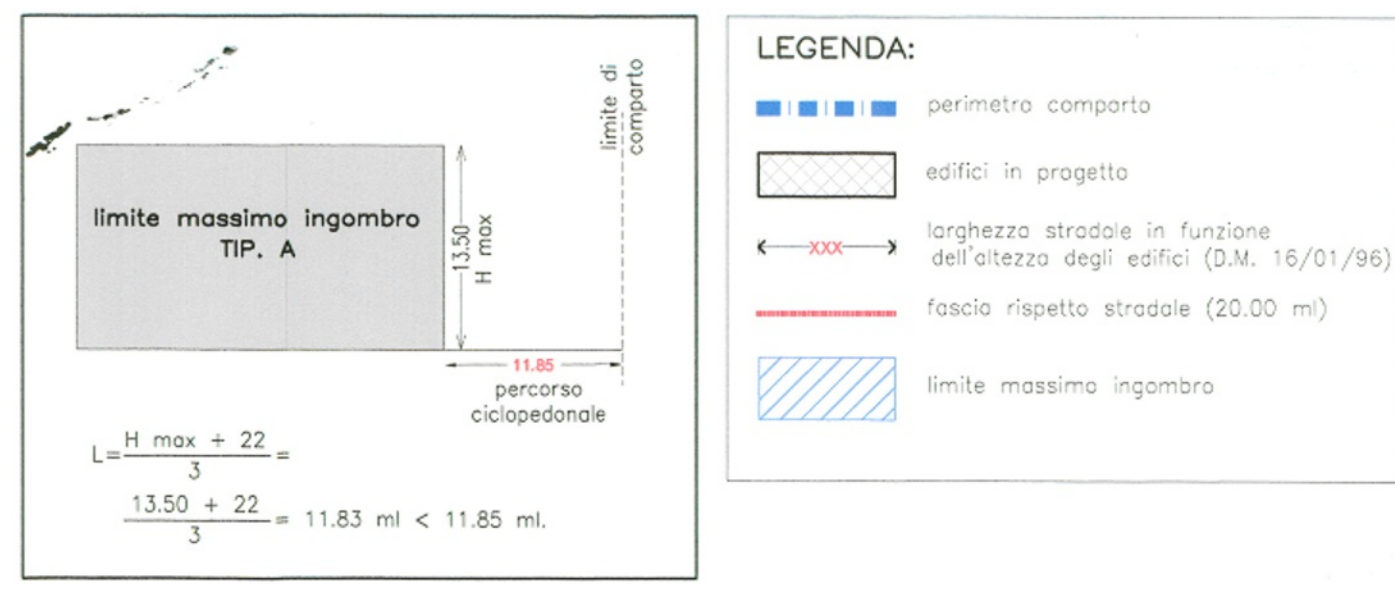 limite di
comparto
limite massimo ingombro
TIP. A
13.50
H max
11.85
percorso
ciclopedonale
L=
H max + 22
3
=
13.50 + 22
3
= 11.83 ml < 11.85 ml.
LEGENDA:
perimetro comparto
edifici in progetto
XXX
larghezza stradale in funzione
dell'altezza degli edifici (D.M. 16/01/96)
fascia rispetto stradale (20.00 ml)
limite massimo ingombro